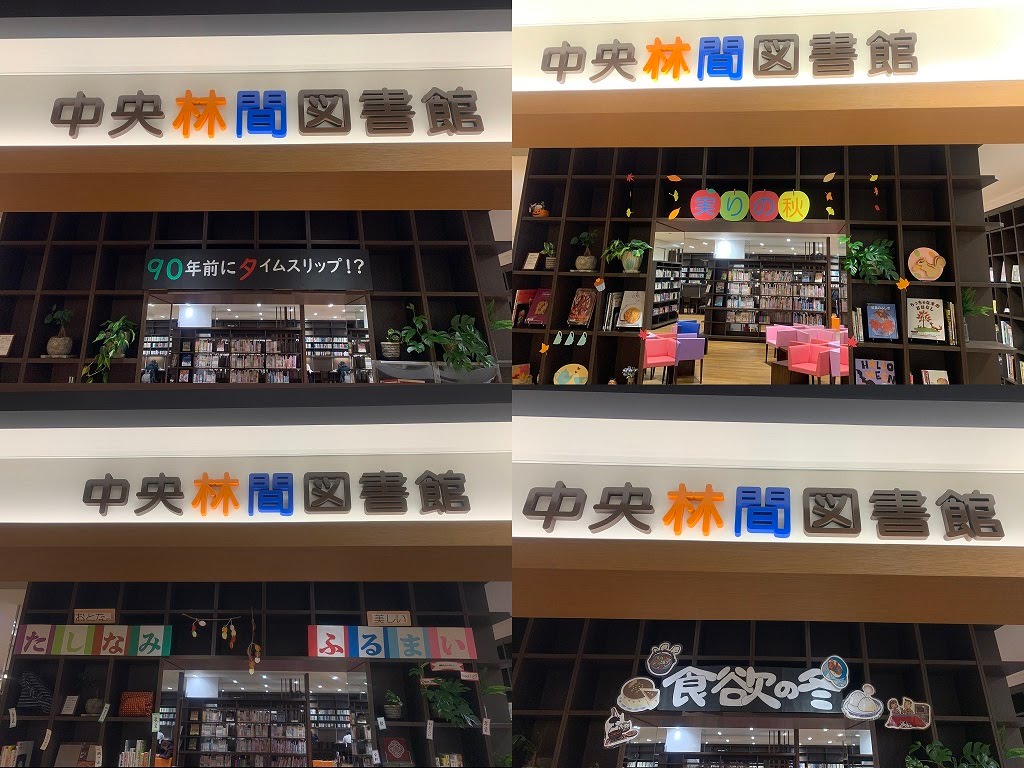 中央林間図書館
90年前にタイムスリップ!?
中央林間図書館
実りの秋
中央林間図書館
おとな
たしなみ
美しい
ふるまい
中央林間図書館
食欲の冬